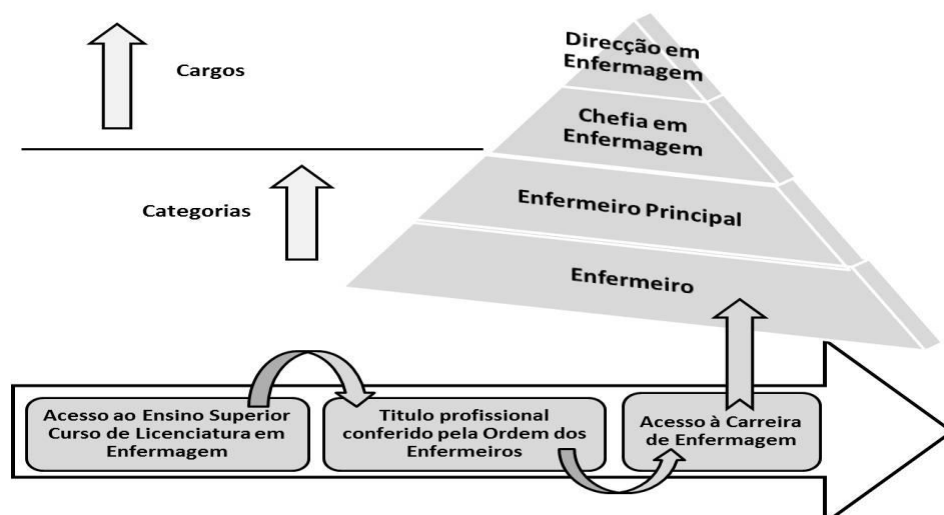 Direcção em
Enfermagem
Cargos
Chefia em
Enfermagem
Categorias
Enfermeiro Principal
Enfermeiro
Acesso ao Ensino Superior
Curso de Licenciatura em
Enfermagem
Titulo profissional
conferido pela Ordem dos
Enfermeiros
Acesso à Carreira
de Enfermagem